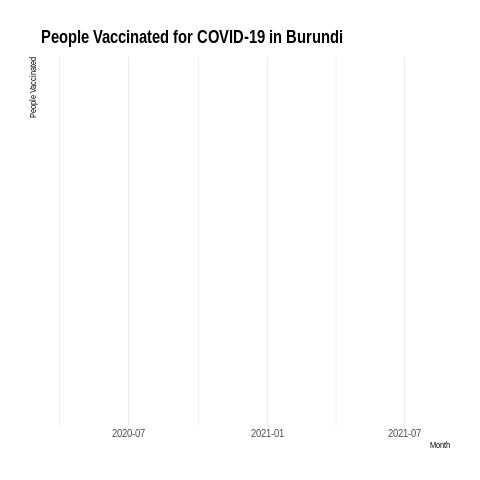 People Vaccinated for COVID-19 in Burundi
People Vaccinated
2020-07 2021-01 2021-07
Month